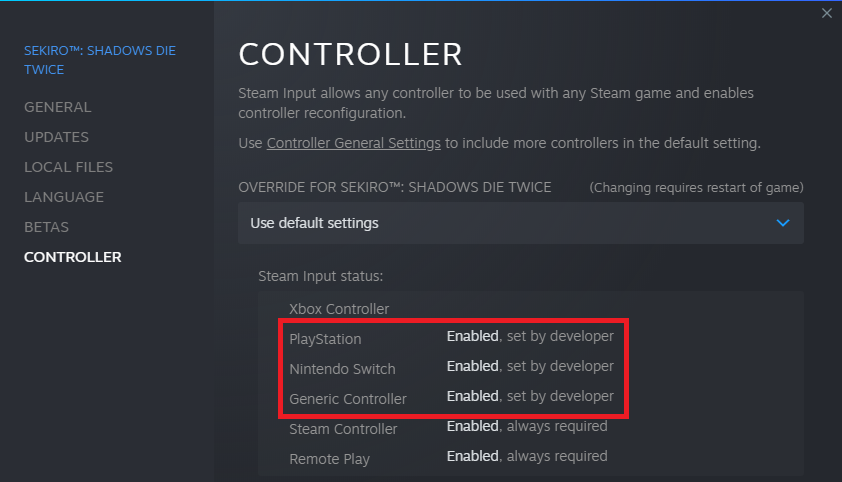 SEKIRO™: SHADOWS DIE
TWICE
GENERAL
UPDATES
LOCAL FILES
LANGUAGE
BETAS
CONTROLLER
CONTROLLER
Steam Input allows any controller to be used with any Steam game and enables
controller reconfiguration.
Use Controller General Settings to include more controllers in the default setting.
OVERRIDE FOR SEKIRO™: SHADOWS DIE TWICE (Changing requires restart of game)
Use default settings
Steam Input status:
Xbox Controller
PlayStation Enabled, set by developer
Nintendo Switch Enabled, set by developer
Generic Controller Enabled, set by developer
Steam Controller Enabled, always required
Remote Play Enabled, always required